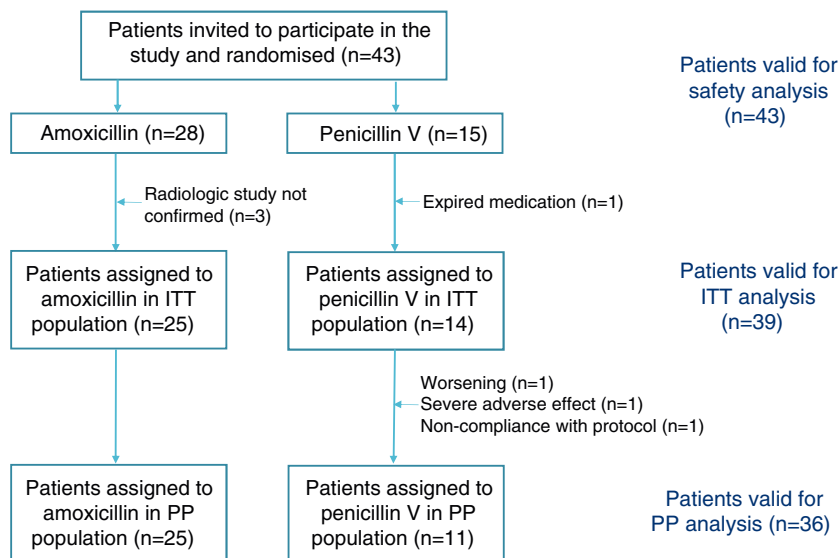 Patients invited to participate in the
study and randomised (n=43)
Patients valid for
safety analysis
(n=43)
Amoxicillin (n=28)
Penicillin V (n=15)
Radiologic study not
confirmed (n=3)
Expired medication (n=1)
Patients assigned to
amoxicillin in ITT
population (n=25)
Patients assigned to
penicillin V in ITT
population (n=14)
Patients valid for
ITT analysis
(n=39)
Worsening (n=1)
Severe adverse effect (n=1)
Non-compliance with protocol (n=1)
Patients assigned to
amoxicillin in PP
population (n=25)
Patients assigned to
penicillin V in PP
population (n=11)
Patients valid for
PP analysis (n=36)